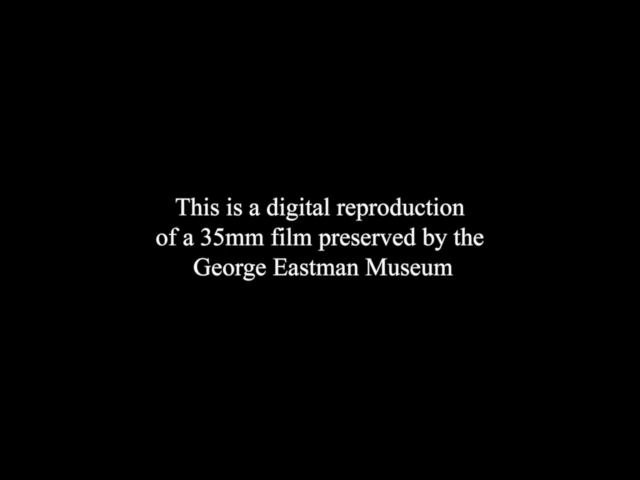 This is a digital reproduction
of a 35mm film preserved by the
George Eastman Museum